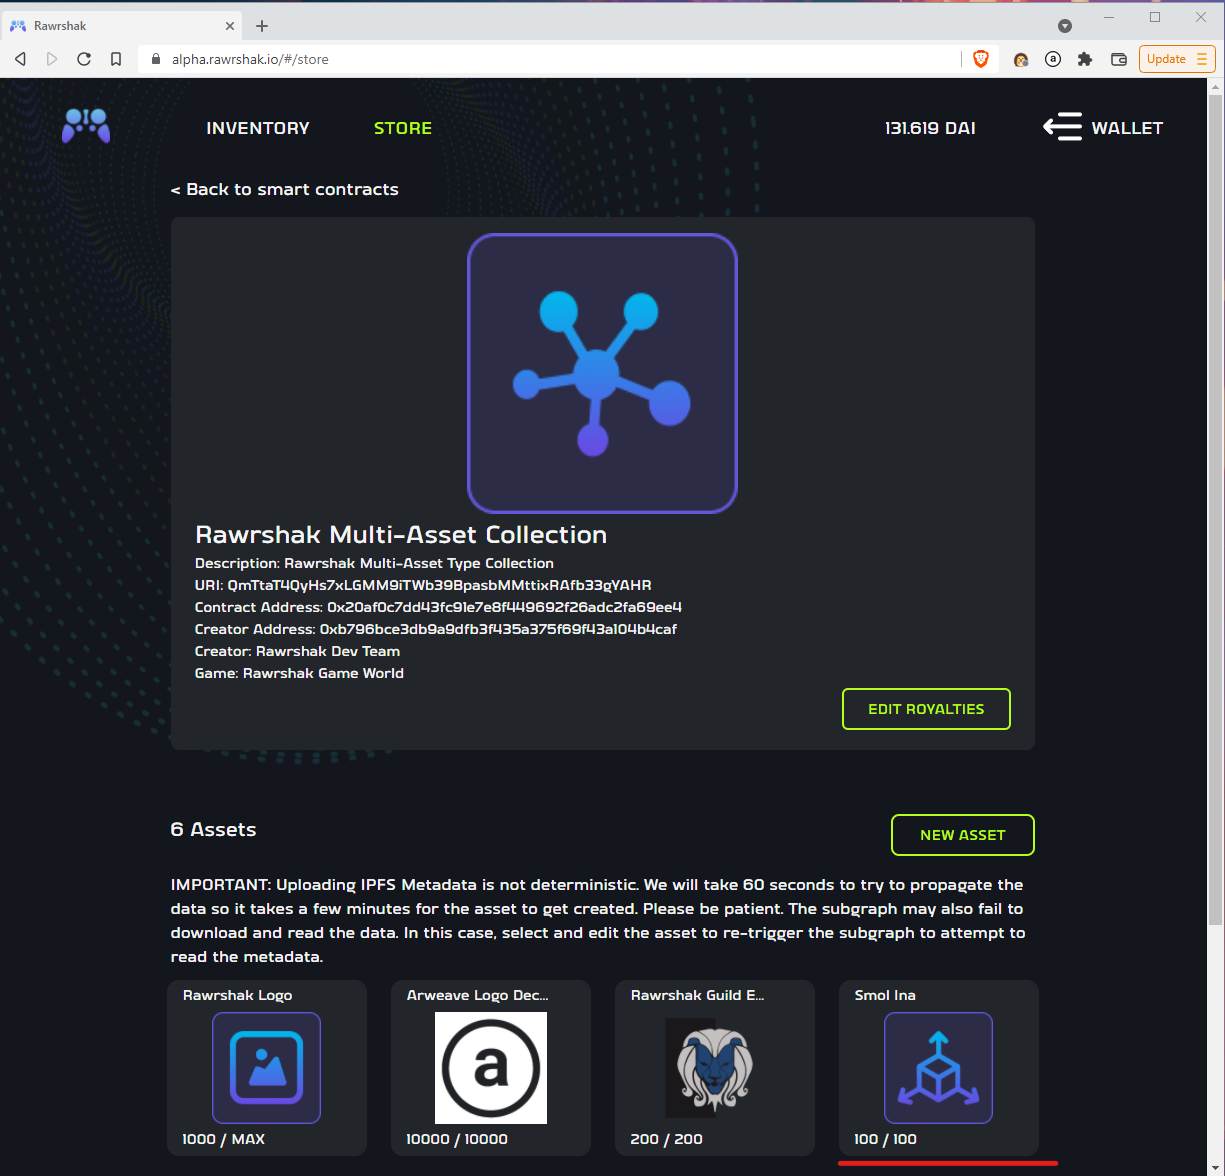 Rawrshak
alpha.rawrshak.io/#/store
Update
INVENTORY
STORE
131.619 DAI
WALLET
< Back to smart contracts
Rawrshak Multi-Asset Collection
Description: Rawrshak Multi-Asset Type Collection
URI: QmTtaT4QyHs7xLGMM9iTWb39BpasbMMttixRAfb33gYAHR
Contract Address: 0x20af0c7dd43fc91e7e8f449692f26adc2fa69ee4
Creator Address: 0xb796bce3db9a9dfb3f435a375f69f43a104b4caf
Creator: Rawrshak Dev Team
Game: Rawrshak Game World
EDIT ROYALTIES
6 Assets
NEW ASSET
IMPORTANT: Uploading IPFS Metadata is not deterministic. We will take 60 seconds to try to propagate the
data so it takes a few minutes for the asset to get created. Please be patient. The subgraph may also fail to
download and read the data. In this case, select and edit the asset to re-trigger the subgraph to attempt to
read the metadata.
Rawrshak Logo
1000 / MAX
Arweave Logo Dec...
a
10000 / 10000
Rawrshak Guild E...
200 / 200
Smol Ina
100 / 100